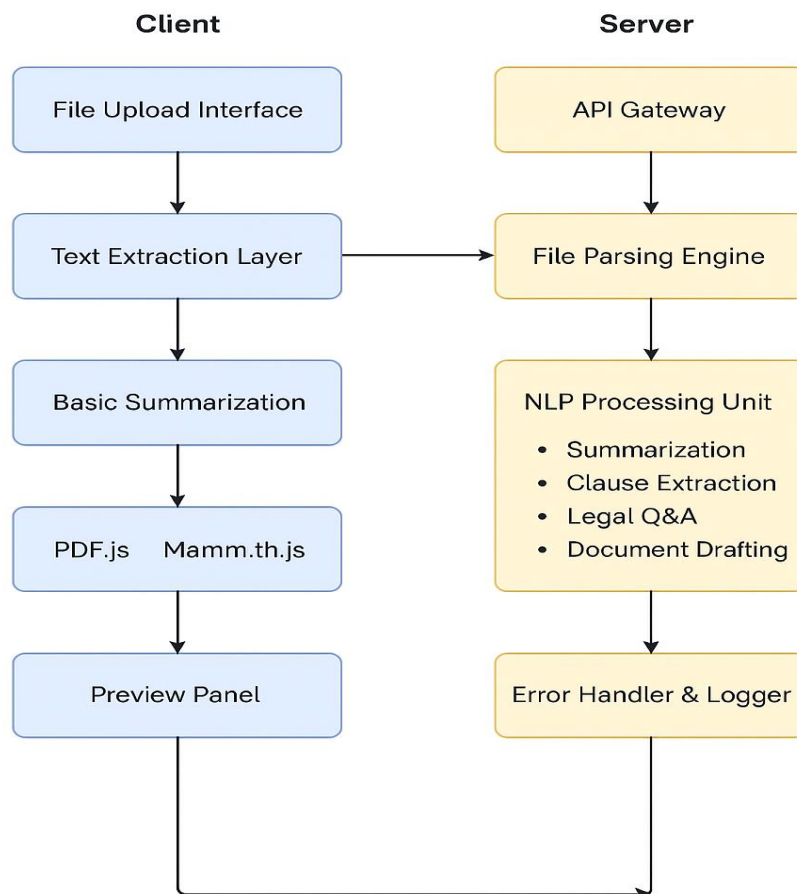 Client
File Upload Interface
Text Extraction Layer
Basic Summarization
PDF.js Mamm.th.js
Preview Panel
Server
API Gateway
File Parsing Engine
NLP Processing Unit
• Summarization
• Clause Extraction
• Legal Q&A
• Document Drafting
Error Handler & Logger